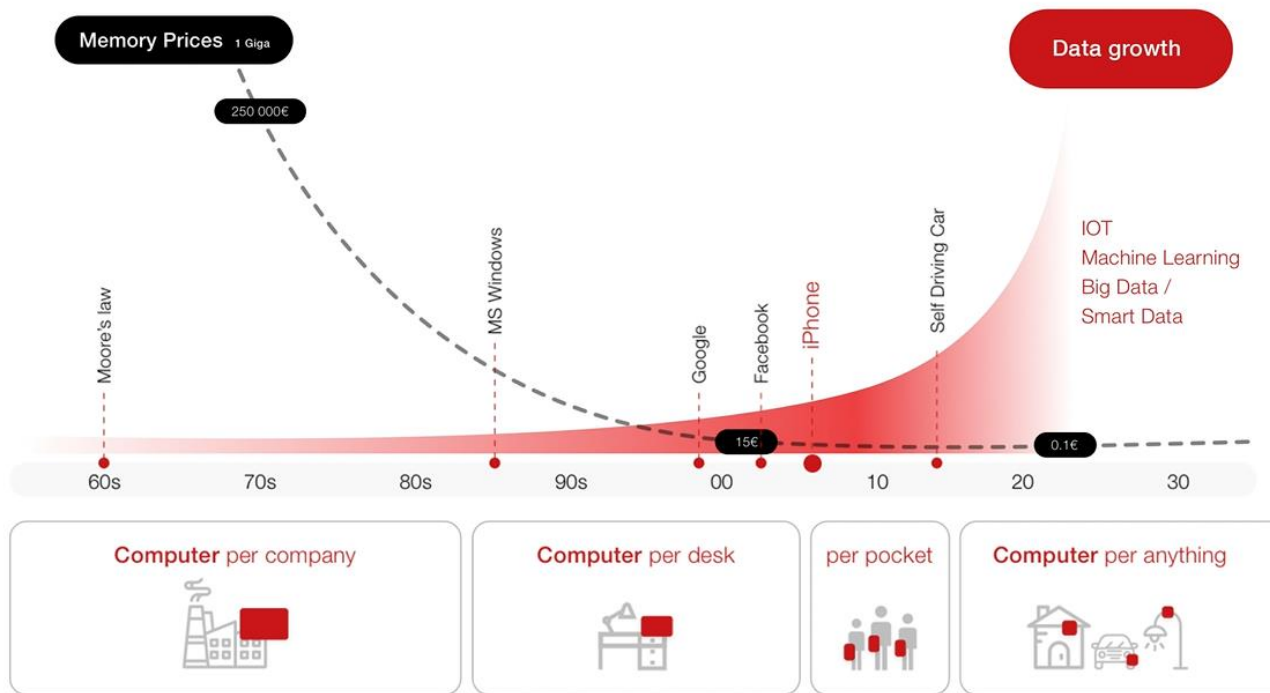 Memory Prices 1 Giga
Data growth
250 000€
Moore's law
MS Windows
Google
Facebook
iPhone
Self Driving Car
IOT
Machine Learning
Big Data /
Smart Data
15€
0.1€
60s 70s 80s 90s 00 10 20 30
Computer per company
Computer per desk
per pocket
Computer per anything